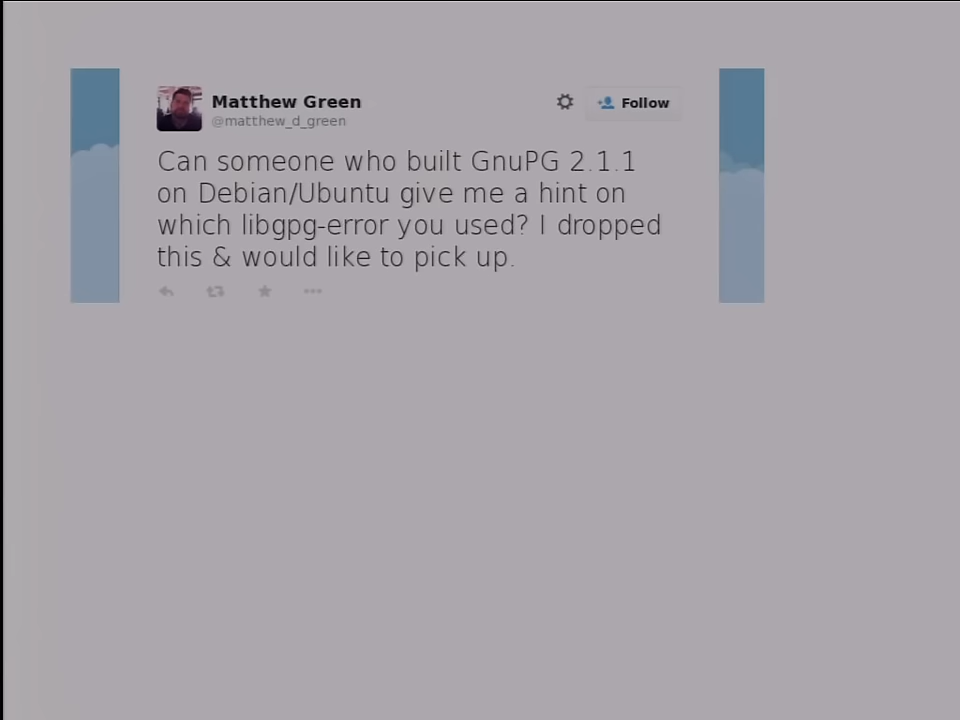 Matthew Green
@matthew_d_green
Follow
Can someone who built GnuPG 2.1.1
on Debian/Ubuntu give me a hint on
which libgpg-error you used? I dropped
this & would like to pick up.